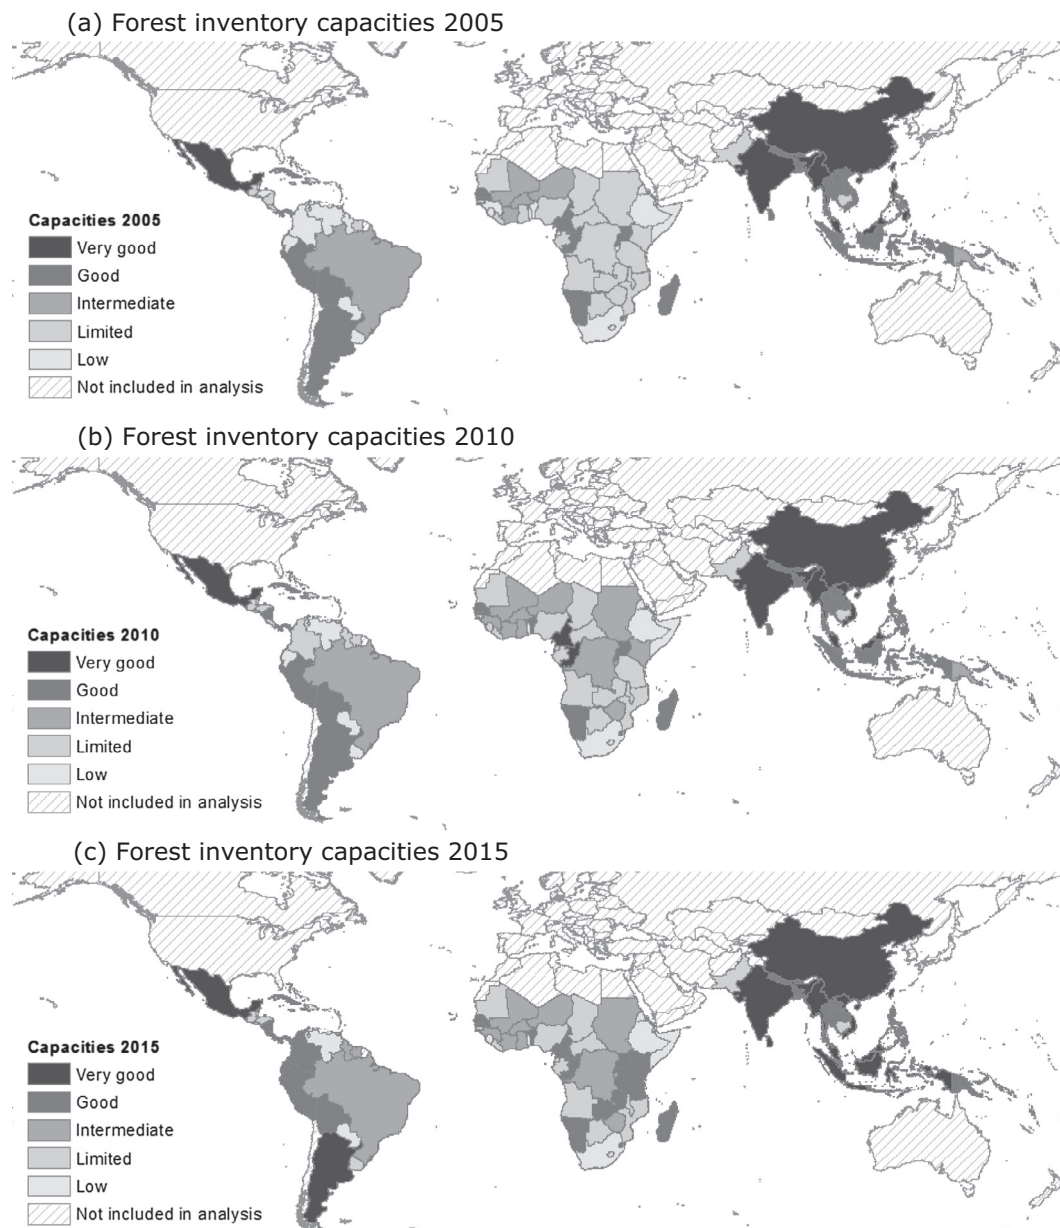 (a) Forest inventory capacities 2005
Capacities 2005
Very good
Good
Intermediate
Limited
Low
Not included in analysis
(b) Forest inventory capacities 2010
Capacities 2010
Very good
Good
Intermediate
Limited
Low
Not included in analysis
(c) Forest inventory capacities 2015
Capacities 2015
Very good
Good
Intermediate
Limited
Low
Not included in analysis